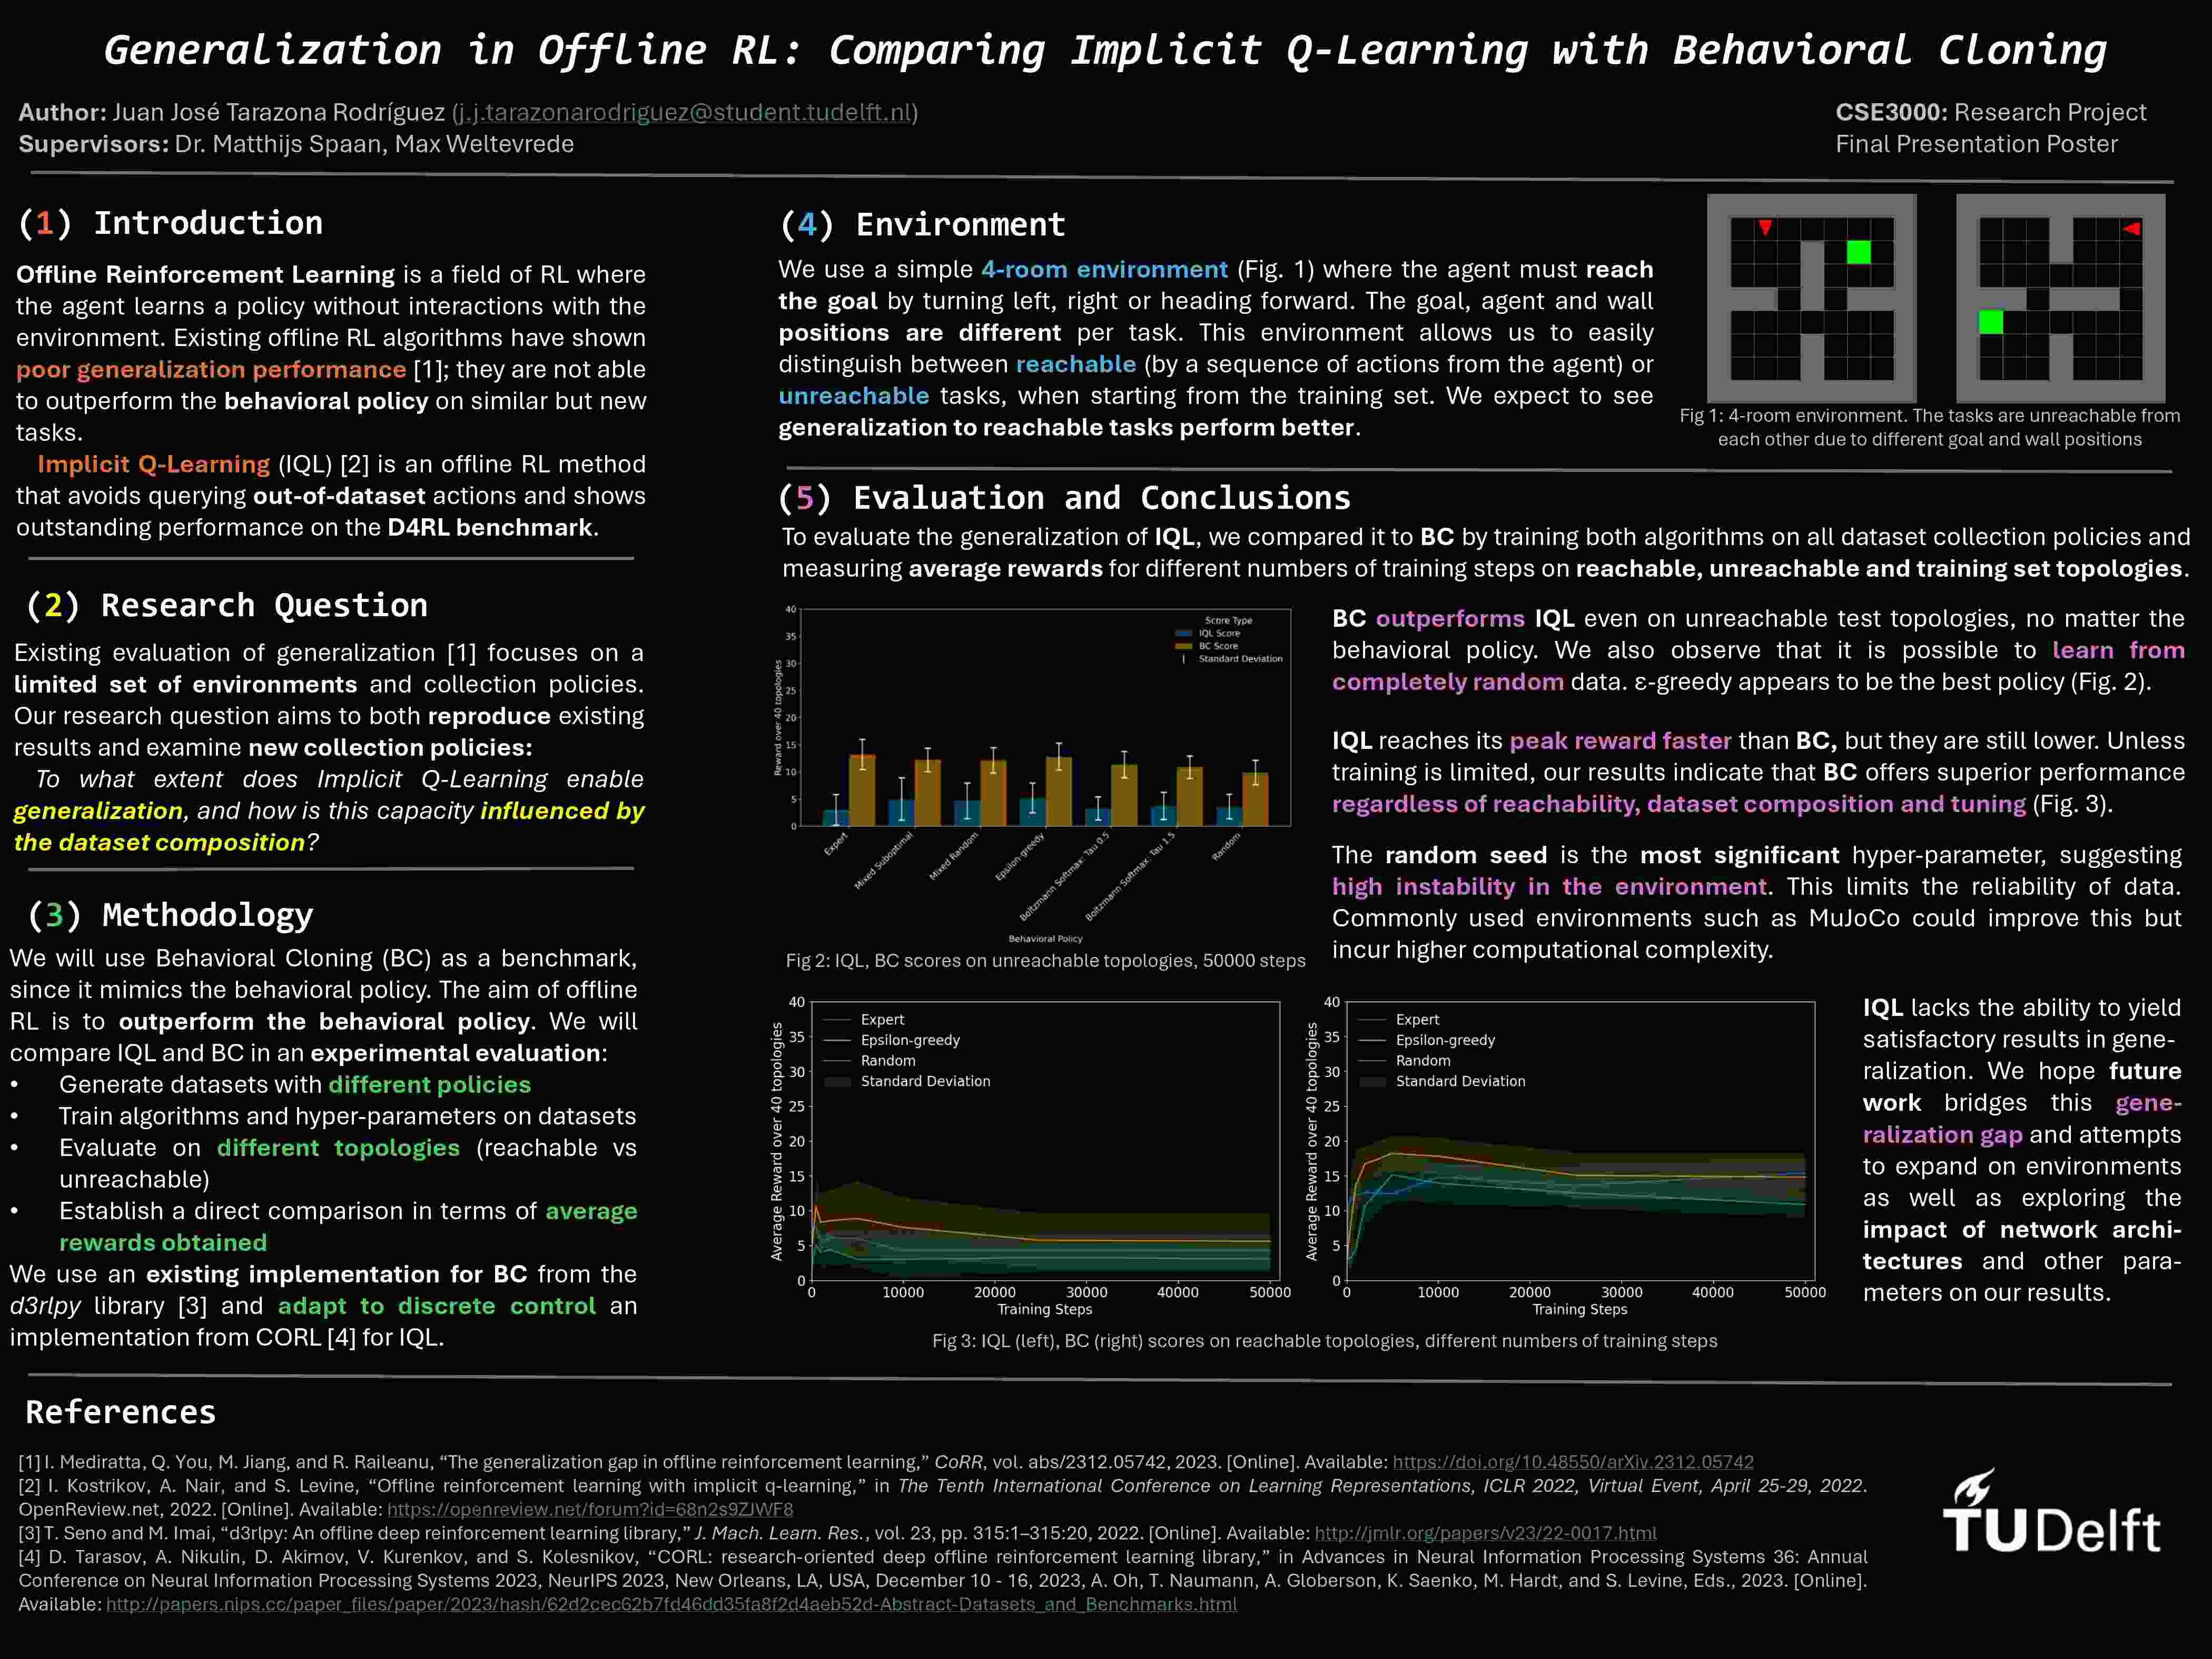 Generalization in Offline RL: Comparing Implicit Q-Learning with Behavioral Cloning
Author: Juan José Tarazona Rodríguez (j.j.tarazonarodriguez@student.tudelft.nl)
Supervisors: Dr. Matthijs Spaan, Max Weltevrede
CSE3000: Research Project
Final Presentation Poster
(1) Introduction
Offline Reinforcement Learning is a field of RL where
the agent learns a policy without interactions with the
environment. Existing offline RL algorithms have shown
poor generalization performance [1]; they are not able
to outperform the behavioral policy on similar but new
tasks.
Implicit Q-Learning (IQL) [2] is an offline RL method
that avoids querying out-of-dataset actions and shows
outstanding performance on the D4RL benchmark.
(2) Research Question
Existing evaluation of generalization [1] focuses on a
limited set of environments and collection policies.
Our research question aims to both reproduce existing
results and examine new collection policies:
To what extent does Implicit Q-Learning enable
generalization, and how is this capacity influenced by
the dataset composition?
(3) Methodology
We will use Behavioral Cloning (BC) as a benchmark,
since it mimics the behavioral policy. The aim of offline
RL is to outperform the behavioral policy. We will
compare IQL and BC in an experimental evaluation:
• Generate datasets with different policies
• Train algorithms and hyper-parameters on datasets
• Evaluate on different topologies (reachable vs
unreachable)
• Establish a direct comparison in terms of average
rewards obtained
We use an existing implementation for BC from the
d3rlpy library [3] and adapt to discrete control an
implementation from CORL [4] for IQL.
(4) Environment
We use a simple 4-room environment (Fig. 1) where the agent must reach
the goal by turning left, right or heading forward. The goal, agent and wall
positions are different per task. This environment allows us to easily
distinguish between reachable (by a sequence of actions from the agent) or
unreachable tasks, when starting from the training set. We expect to see
generalization to reachable tasks perform better.
Fig 1: 4-room environment. The tasks are unreachable from
each other due to different goal and wall positions
(5) Evaluation and Conclusions
To evaluate the generalization of IQL, we compared it to BC by training both algorithms on all dataset collection policies and
measuring average rewards for different numbers of training steps on reachable, unreachable and training set topologies.
Reward over 40 topologies
40
35
30
25
20
15
10
5
0
Score Type
IQL Score
BC Score
Standard Deviation
Expert
Mixed Suboptimal
Mixed Random
Epsilon-greedy
Boltzmann Softmax: Tau 0.5
Boltzmann Softmax: Tau 1.5
Random
Behavioral Policy
Fig 2: IQL, BC scores on unreachable topologies, 50000 steps
BC outperforms IQL even on unreachable test topologies, no matter the
behavioral policy. We also observe that it is possible to learn from
completely random data. ε-greedy appears to be the best policy (Fig. 2).
IQL reaches its peak reward faster than BC, but they are still lower. Unless
training is limited, our results indicate that BC offers superior performance
regardless of reachability, dataset composition and tuning (Fig. 3).
The random seed is the most significant hyper-parameter, suggesting
high instability in the environment. This limits the reliability of data.
Commonly used environments such as MuJoCo could improve this but
incur higher computational complexity.
Average Reward over 40 topologies
40
35
30
25
20
15
10
5
0
Expert
Epsilon-greedy
Random
Standard Deviation
0 10000 20000 30000 40000 50000
Training Steps
Average Reward over 40 topologies
40
35
30
25
20
15
10
5
0
Expert
Epsilon-greedy
Random
Standard Deviation
0 10000 20000 30000 40000 50000
Training Steps
Fig 3: IQL (left), BC (right) scores on reachable topologies, different numbers of training steps
IQL lacks the ability to yield
satisfactory results in gene-
ralization. We hope future
work bridges this gene-
ralization gap and attempts
to expand on environments
as well as exploring the
impact of network archi-
tectures and other para-
meters on our results.
References
[1] I. Mediratta, Q. You, M. Jiang, and R. Raileanu, “The generalization gap in offline reinforcement learning,” CoRR, vol. abs/2312.05742, 2023. [Online]. Available: https://doi.org/10.48550/arXiv.2312.05742
[2] I. Kostrikov, A. Nair, and S. Levine, “Offline reinforcement learning with implicit q-learning,” in The Tenth International Conference on Learning Representations, ICLR 2022, Virtual Event, April 25-29, 2022.
OpenReview.net, 2022. [Online]. Available: https://openreview.net/forum?id=68n2s9ZJWF8
[3] T. Seno and M. Imai, “d3rlpy: An offline deep reinforcement learning library,” J. Mach. Learn. Res., vol. 23, pp. 315:1–315:20, 2022. [Online]. Available: http://jmlr.org/papers/v23/22-0017.html
[4] D. Tarasov, A. Nikulin, D. Akimov, V. Kurenkov, and S. Kolesnikov, “CORL: research-oriented deep offline reinforcement learning library,” in Advances in Neural Information Processing Systems 36: Annual
Conference on Neural Information Processing Systems 2023, NeurIPS 2023, New Orleans, LA, USA, December 10 - 16, 2023, A. Oh, T. Naumann, A. Globerson, K. Saenko, M. Hardt, and S. Levine, Eds., 2023. [Online].
Available: http://papers.nips.cc/paper_files/paper/2023/hash/62d2cec62b7fd46dd35fa8f2d4aeb52d-Abstract-Datasets_and_Benchmarks.html
TUDelft